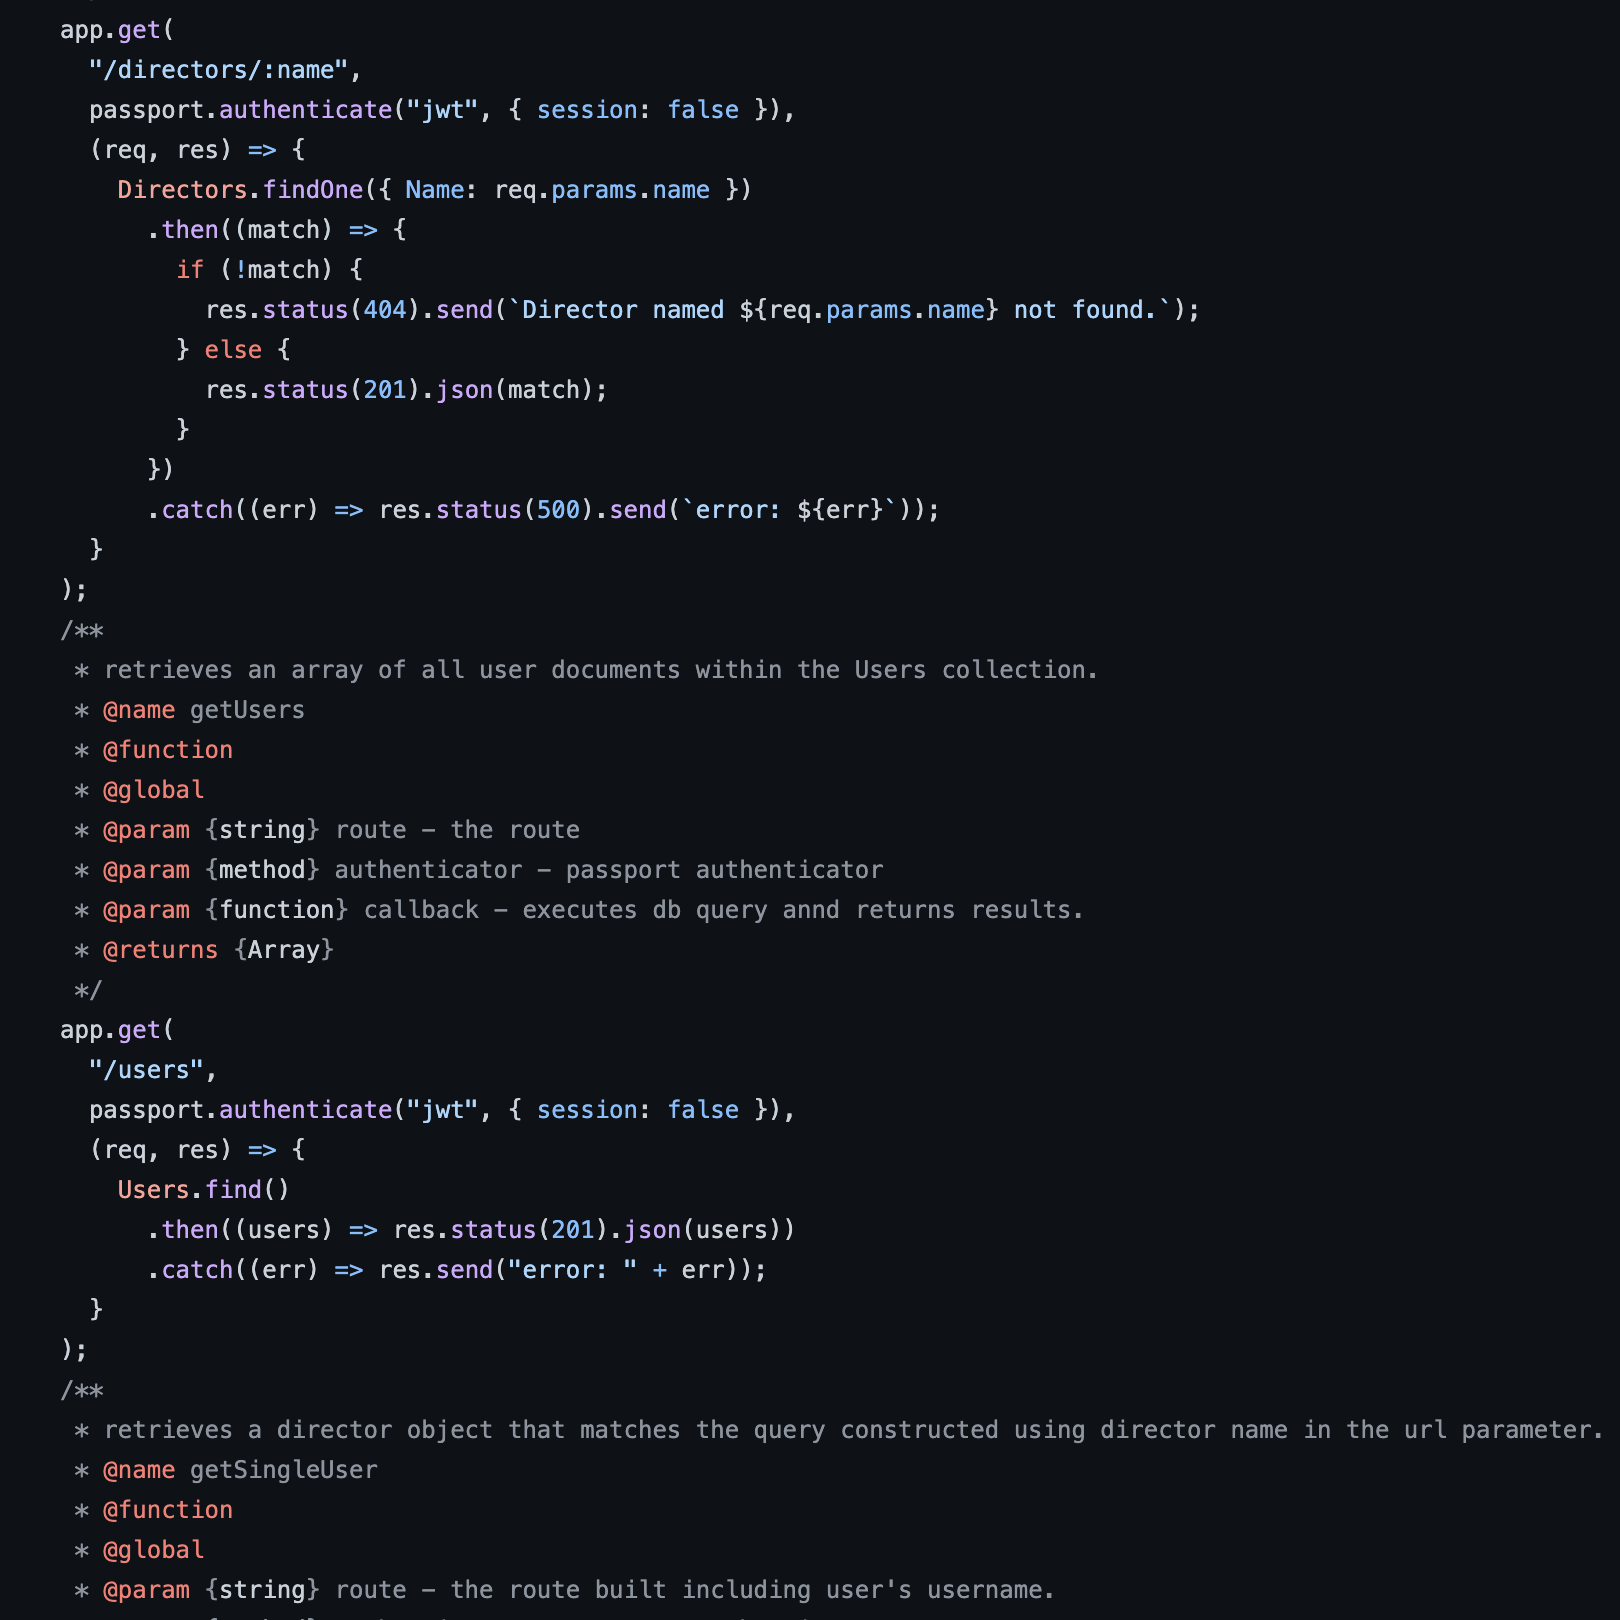 app.get(
  "/directors/:name",
  passport.authenticate("jwt", { session: false }),
  (req, res) => {
    Directors.findOne({ Name: req.params.name })
      .then((match) => {
        if (!match) {
          res.status(404).send(`Director named ${req.params.name} not found.`);
        } else {
          res.status(201).json(match);
        }
      })
      .catch((err) => res.status(500).send(`error: ${err}`));
  }
);
/**
 * retrieves an array of all user documents within the Users collection.
 * @name getUsers
 * @function
 * @global
 * @param {string} route - the route
 * @param {method} authenticator - passport authenticator
 * @param {function} callback - executes db query annd returns results.
 * @returns {Array}
 */
app.get(
  "/users",
  passport.authenticate("jwt", { session: false }),
  (req, res) => {
    Users.find()
      .then((users) => res.status(201).json(users))
      .catch((err) => res.send("error: " + err));
  }
);
/**
 * retrieves a director object that matches the query constructed using director name in the url parameter.
 * @name getSingleUser
 * @function
 * @global
 * @param {string} route - the route built including user's username.